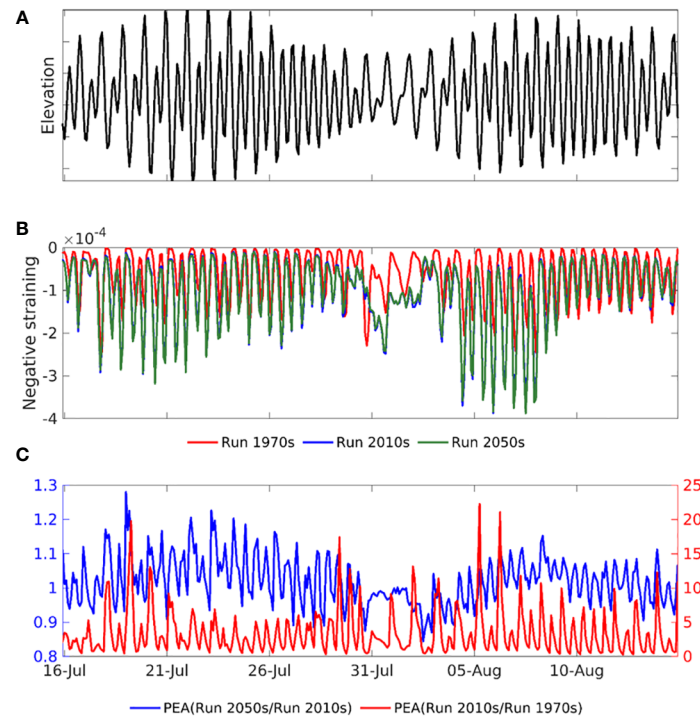 A
Elevation
B
×10⁻⁴
0
-1
-2
-3
-4
Negative straining
Run 1970s Run 2010s Run 2050s
C
1.3
1.2
1.1
1
0.9
0.8
25
20
15
10
5
0
16-Jul 21-Jul 26-Jul 31-Jul 05-Aug 10-Aug
PEA(Run 2050s/Run 2010s) PEA(Run 2010s/Run 1970s)